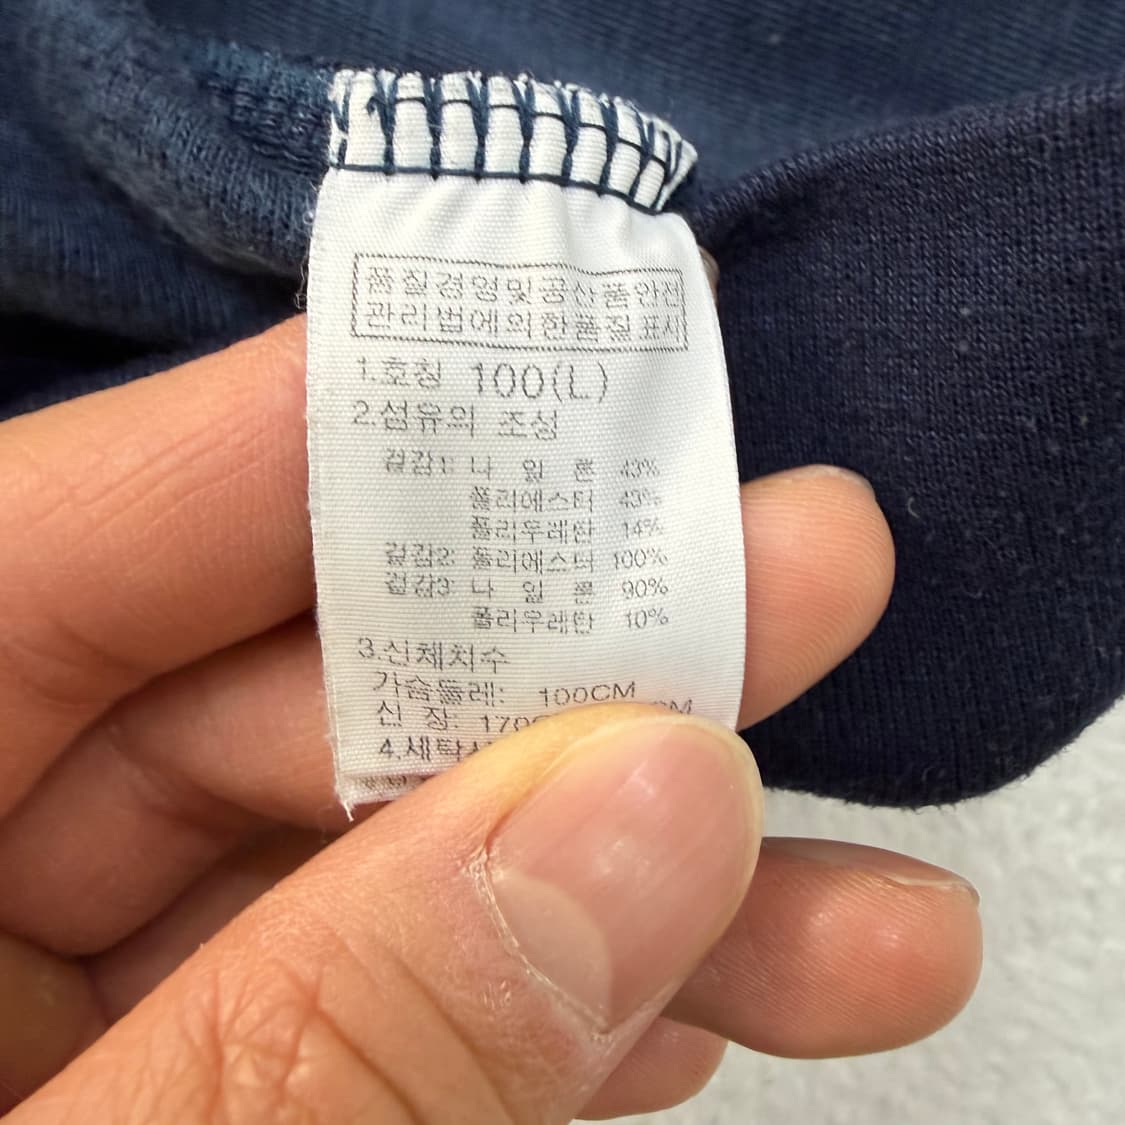 품질경영및공산품안전
관리법에의한품질표시
1.호칭 100(L)
2.섬유의 조성
겉감1: 나 일 론 43%
폴리에스터 43%
폴리우레탄 14%
겉감2: 폴리에스터 100%
겉감3: 나 일 론 90%
폴리우레탄 10%
3.신체치수
가슴둘레: 100CM
신 장: 170 CM